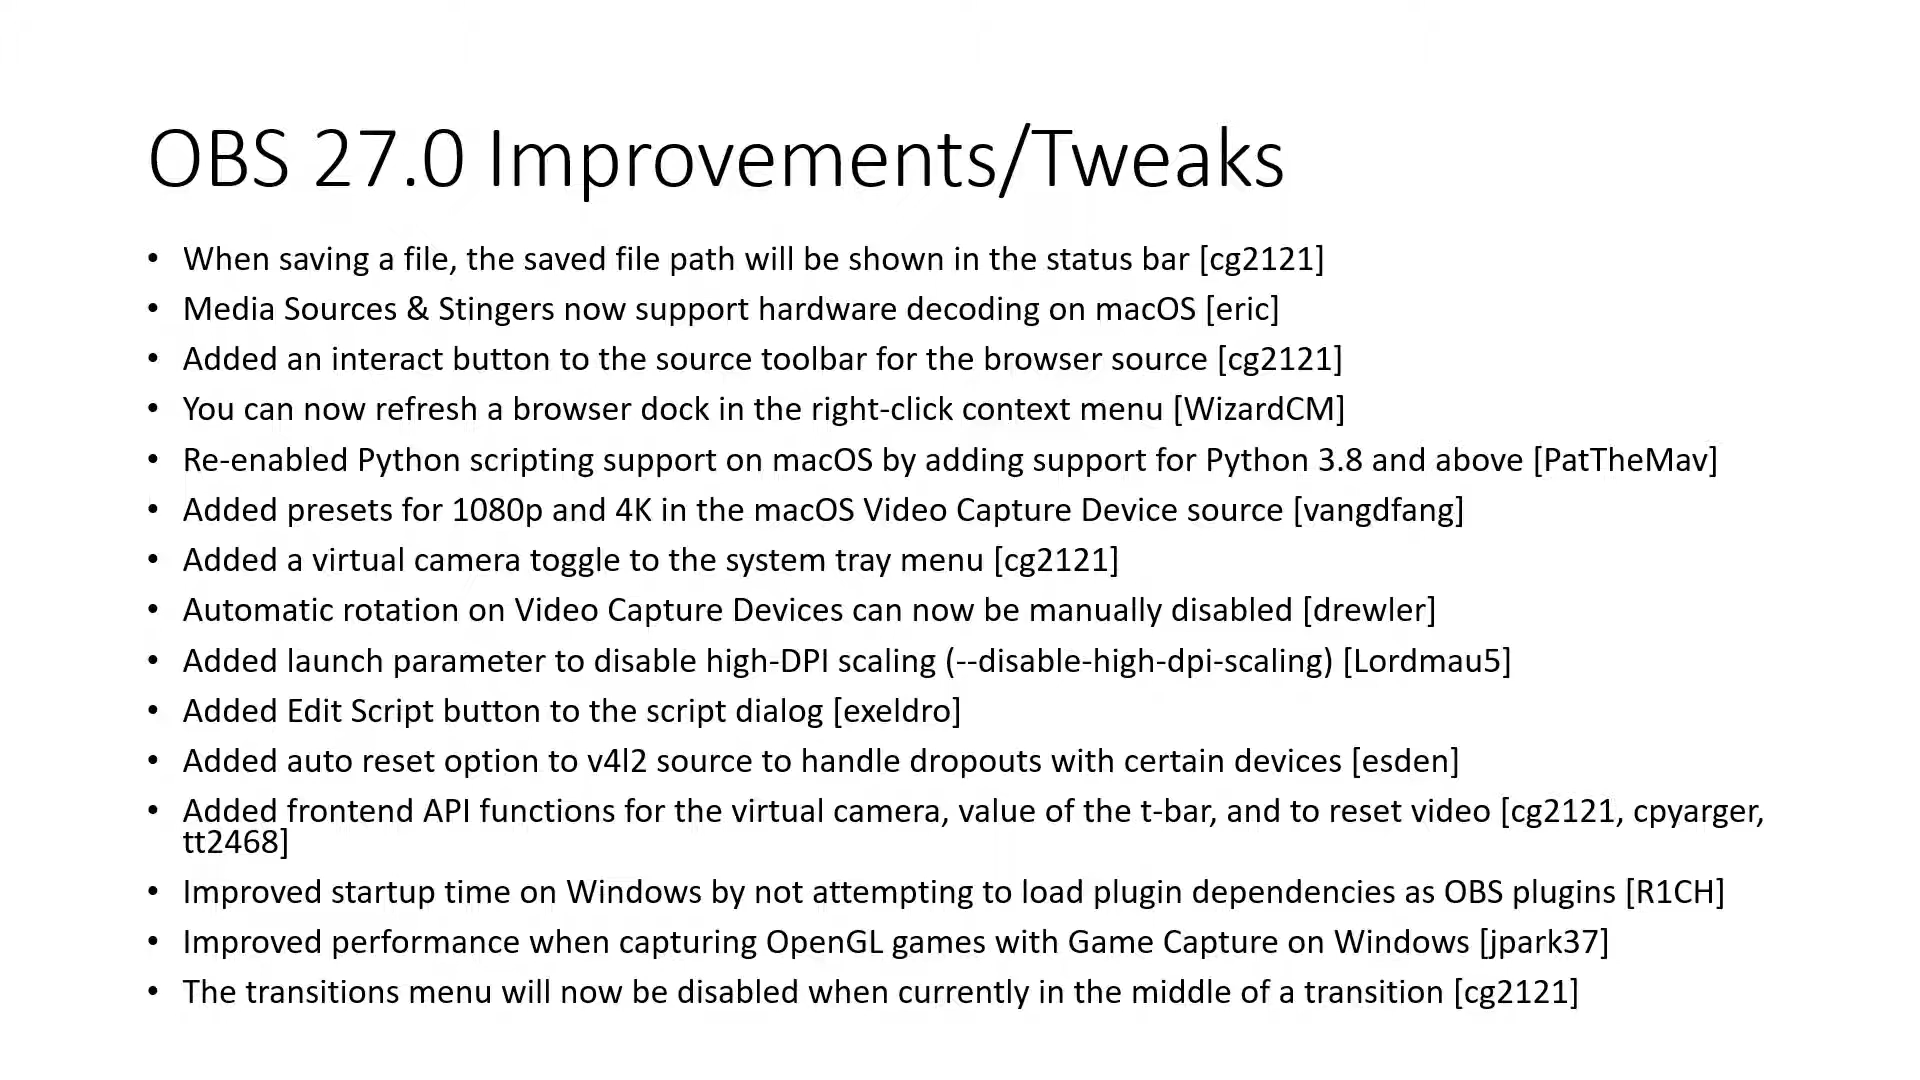 OBS 27.0 Improvements/Tweaks
• When saving a file, the saved file path will be shown in the status bar [cg2121]
• Media Sources & Stingers now support hardware decoding on macOS [eric]
• Added an interact button to the source toolbar for the browser source [cg2121]
• You can now refresh a browser dock in the right-click context menu [WizardCM]
• Re-enabled Python scripting support on macOS by adding support for Python 3.8 and above [PatTheMav]
• Added presets for 1080p and 4K in the macOS Video Capture Device source [vangdfang]
• Added a virtual camera toggle to the system tray menu [cg2121]
• Automatic rotation on Video Capture Devices can now be manually disabled [drewler]
• Added launch parameter to disable high-DPI scaling (--disable-high-dpi-scaling) [Lordmau5]
• Added Edit Script button to the script dialog [exeldro]
• Added auto reset option to v4l2 source to handle dropouts with certain devices [esden]
• Added frontend API functions for the virtual camera, value of the t-bar, and to reset video [cg2121, cpyarger,
tt2468]
• Improved startup time on Windows by not attempting to load plugin dependencies as OBS plugins [R1CH]
• Improved performance when capturing OpenGL games with Game Capture on Windows [jpark37]
• The transitions menu will now be disabled when currently in the middle of a transition [cg2121]